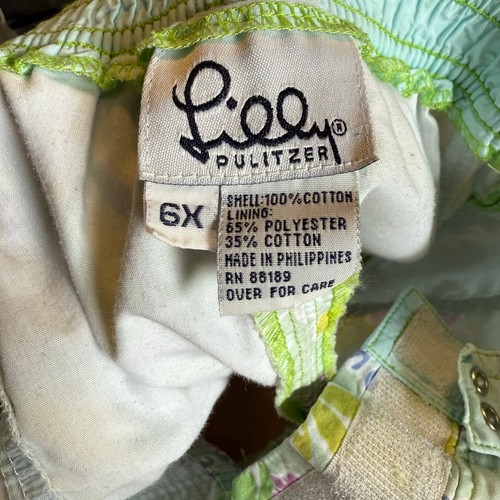 Lilly®
PULITZER
6X
SHELL:100%COTTON
LINING:
65% POLYESTER
35% COTTON
MADE IN PHILIPPINES
RN 88189
OVER FOR CARE